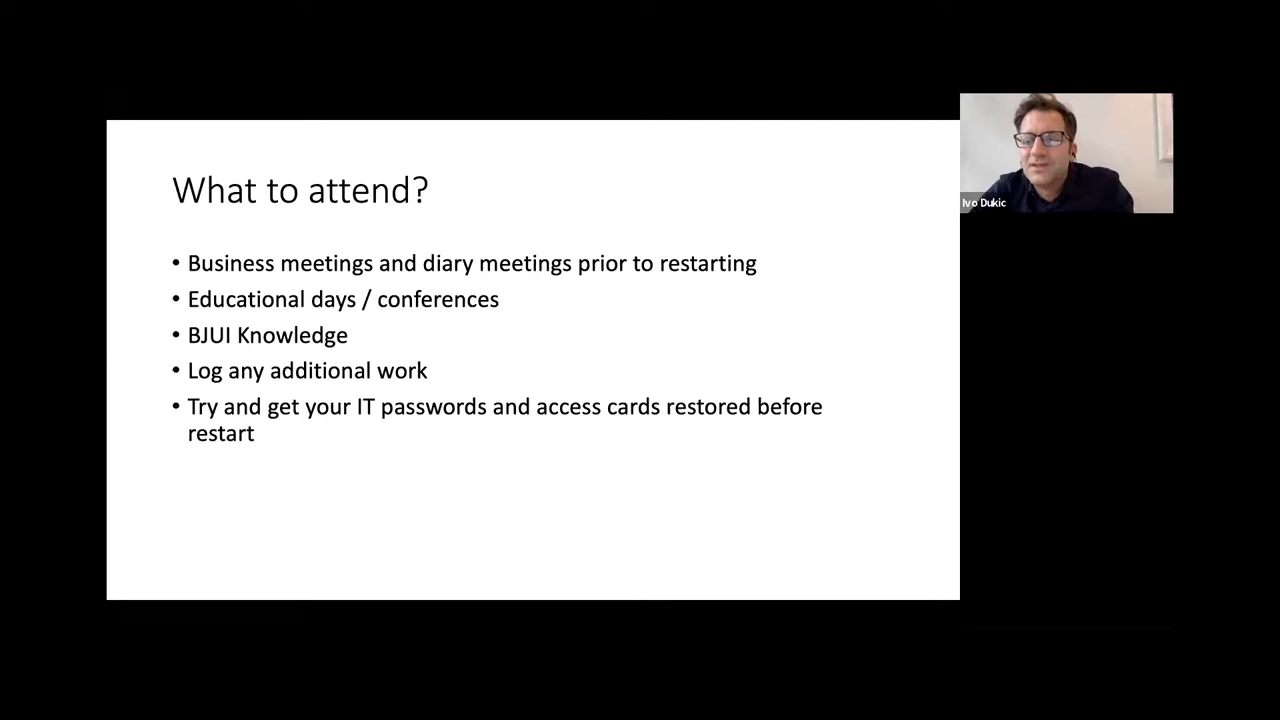 What to attend?
• Business meetings and diary meetings prior to restarting
• Educational days / conferences
• BJUI Knowledge
• Log any additional work
• Try and get your IT passwords and access cards restored before
restart
Ivo Dukic